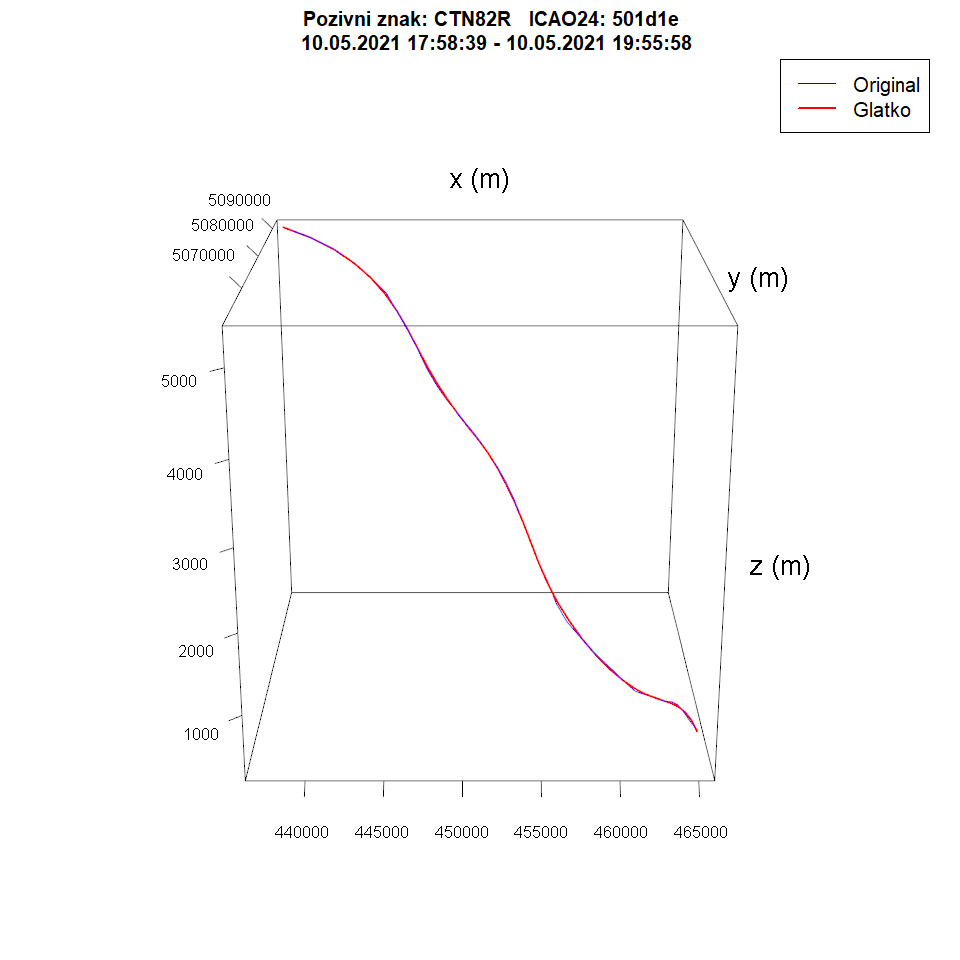 Pozivni znak: CTN82R   ICAO24: 501d1e
10.05.2021 17:58:39 - 10.05.2021 19:55:58
Original
Glatko
x (m)
5090000
5080000
5070000
y (m)
5000
4000
3000
z (m)
2000
1000
440000 445000 450000 455000 460000 465000